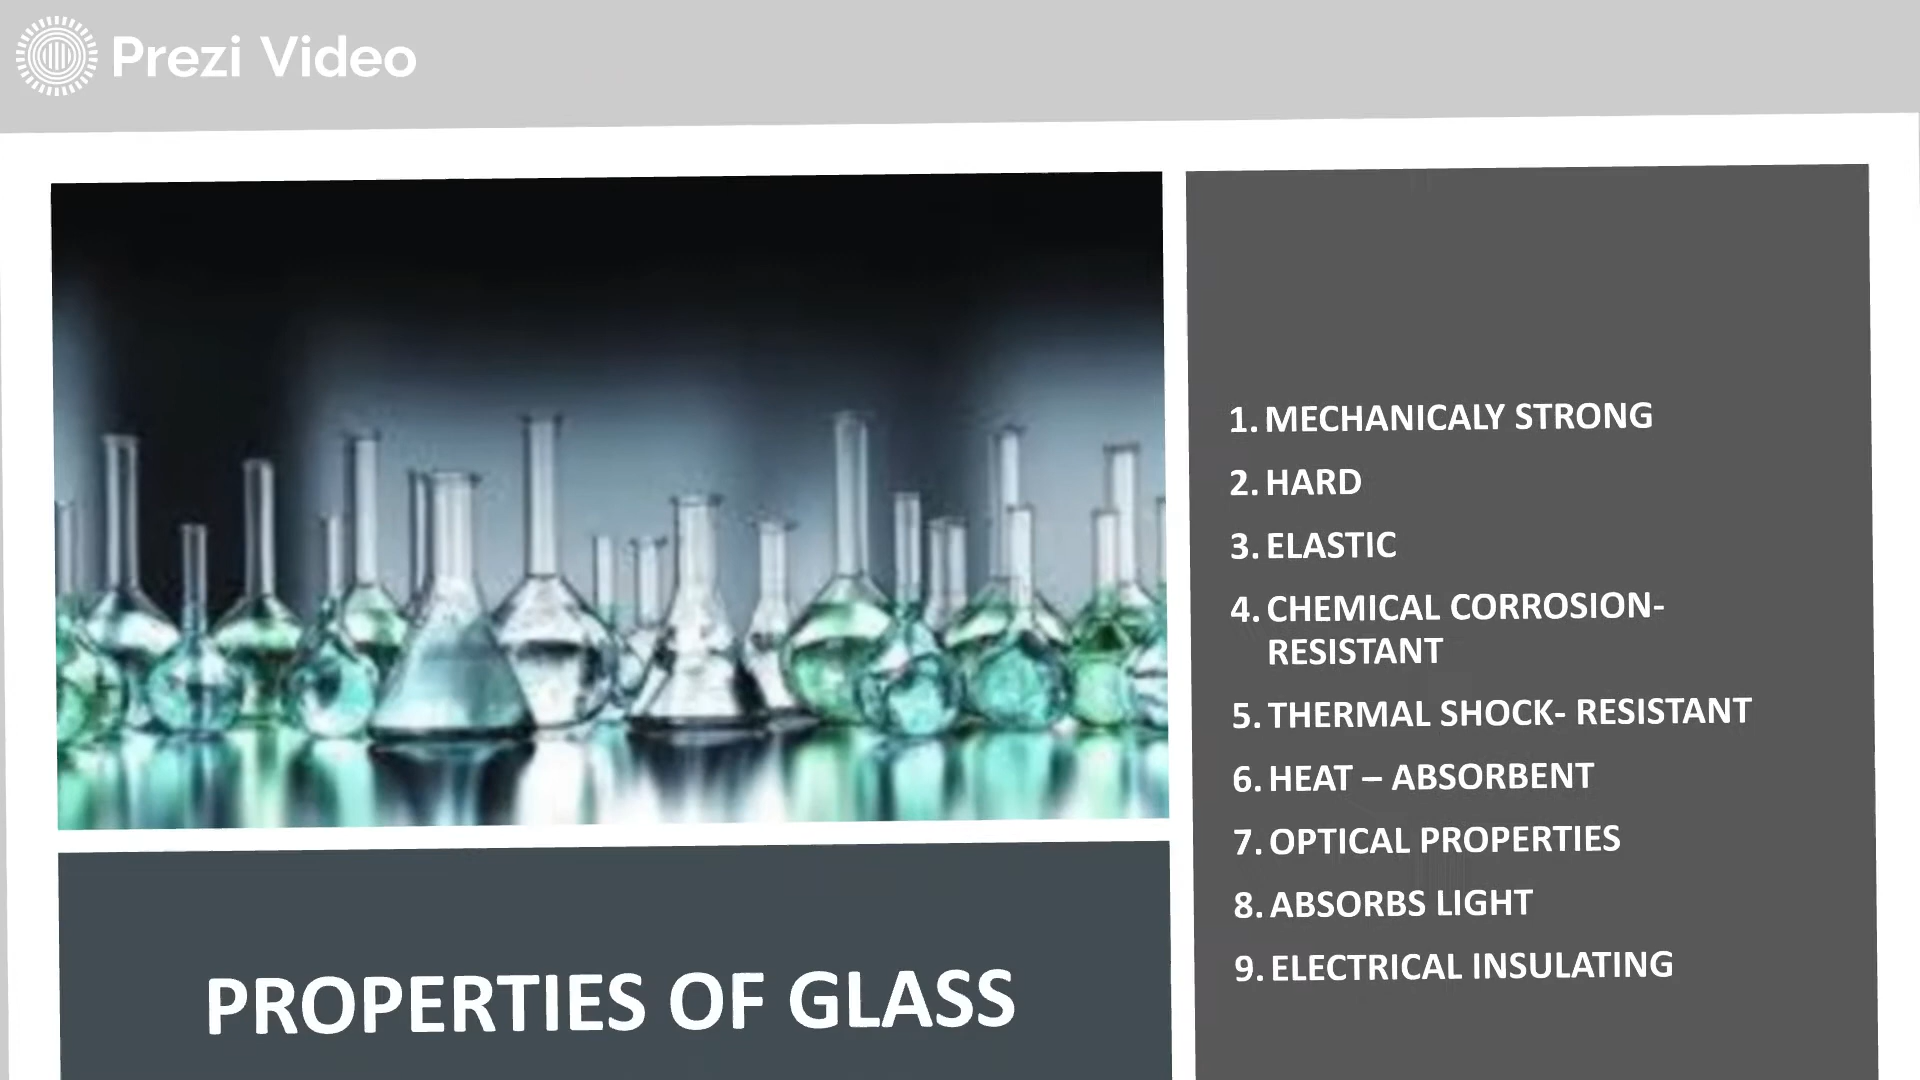 Prezi Video
1. MECHANICALY STRONG
2. HARD
3. ELASTIC
4. CHEMICAL CORROSION-
RESISTANT
5. THERMAL SHOCK- RESISTANT
6. HEAT – ABSORBENT
7. OPTICAL PROPERTIES
8. ABSORBS LIGHT
9. ELECTRICAL INSULATING
PROPERTIES OF GLASS